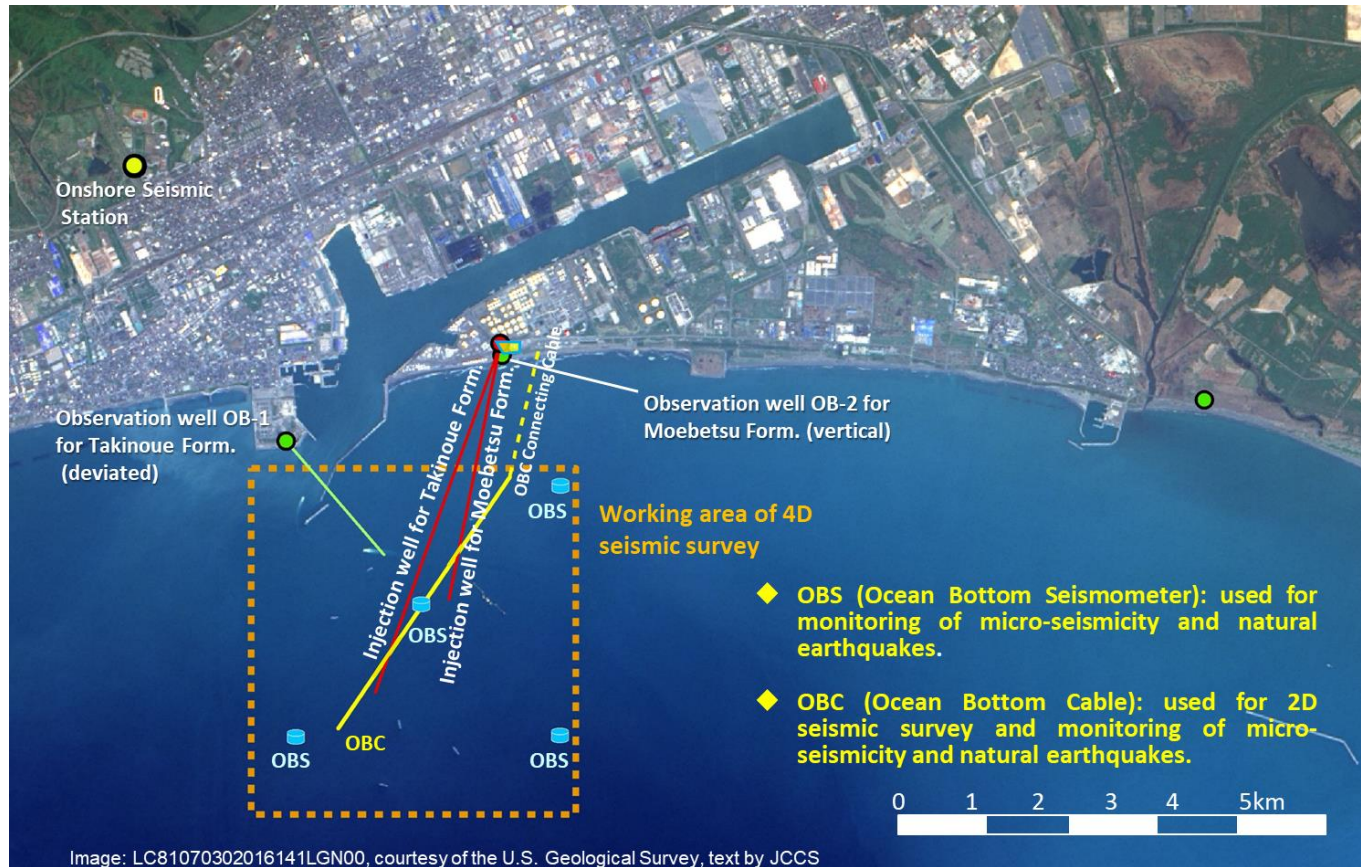 Onshore Seismic
Station
Observation well OB-1
for Takinoue Form.
(deviated)
Injection well for Takinoue Form.
Injection well for Moebetsu Form.
OBC Connecting Cable
Observation well OB-2 for
Moebetsu Form. (vertical)
OBS
Working area of 4D
seismic survey
OBS
OBS
OBC
OBS
◆ OBS (Ocean Bottom Seismometer): used for
monitoring of micro-seismicity and natural
earthquakes.
◆ OBC (Ocean Bottom Cable): used for 2D
seismic survey and monitoring of micro-
seismicity and natural earthquakes.
0 1 2 3 4 5km
Image: LC81070302016141LGN00, courtesy of the U.S. Geological Survey, text by JCCS